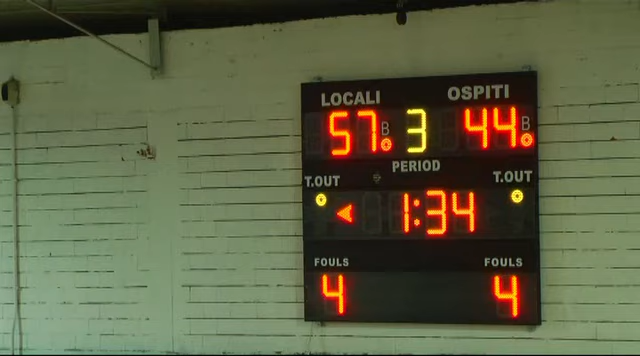 LOCALI OSPITI
57 B 3 44 B
PERIOD
T.OUT T.OUT
1:34
FOULS FOULS
4 4